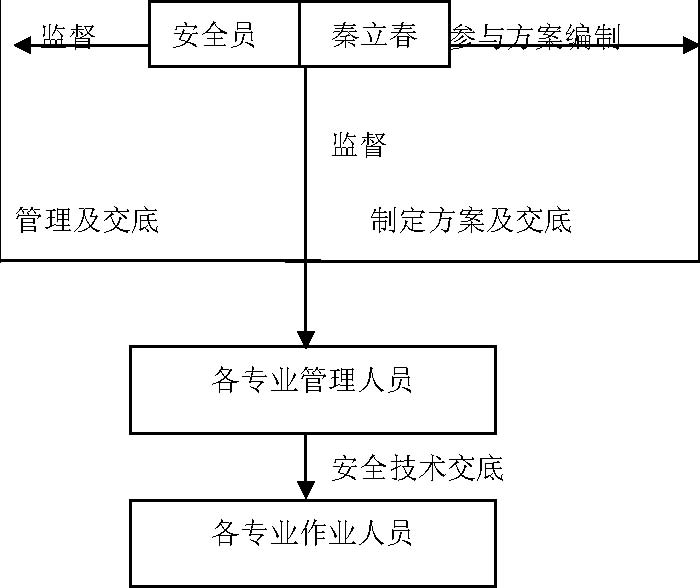 监督 安全员 秦立春 参与方案编制
监督
管理及交底 制定方案及交底
各专业管理人员
安全技术交底
各专业作业人员